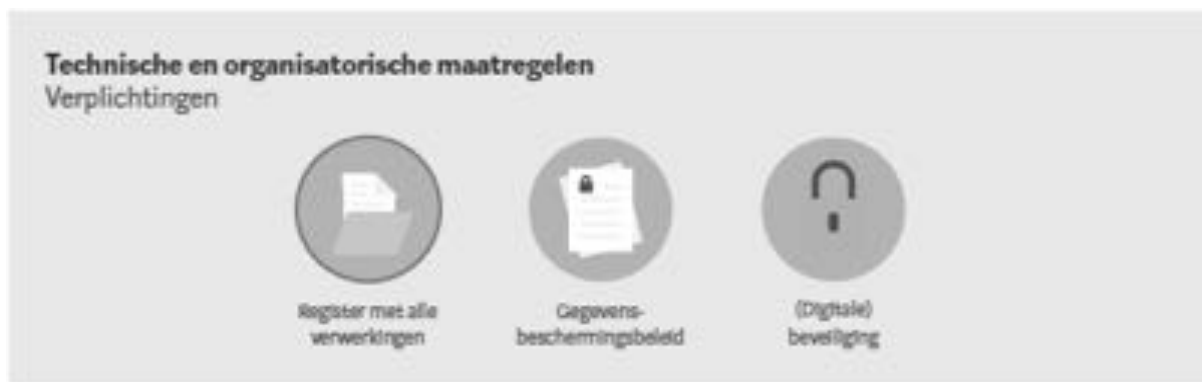 Technische en organisatorische maatregelen
Verplichtingen
Register met alle
verwerkingen
Gegevens-
beschermingsbeleid
(Digitale)
beveiliging